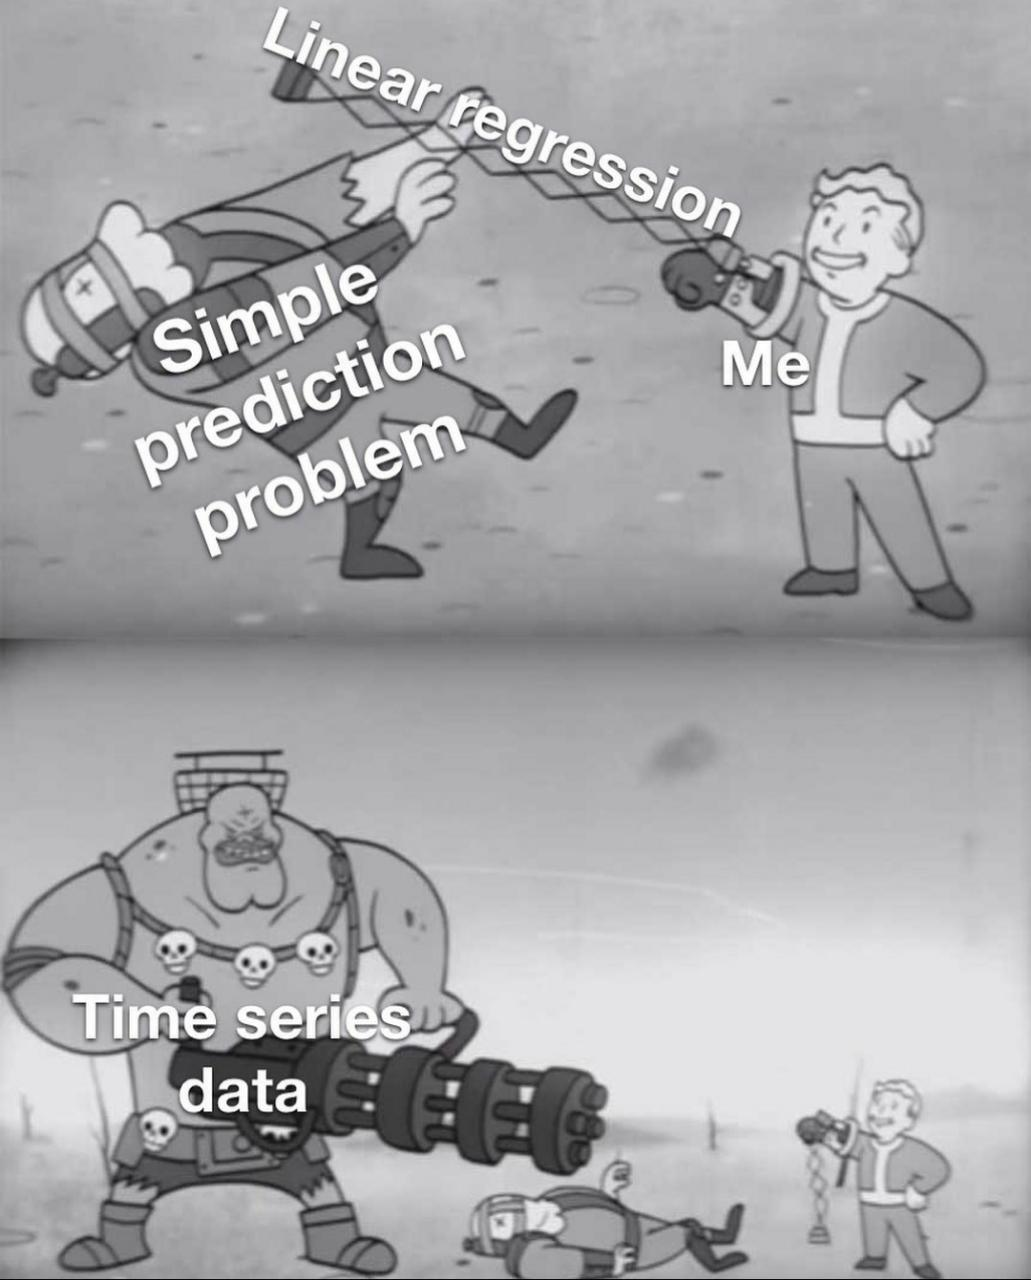 Linear regression
Simple
prediction
problem
Me
Time series
data